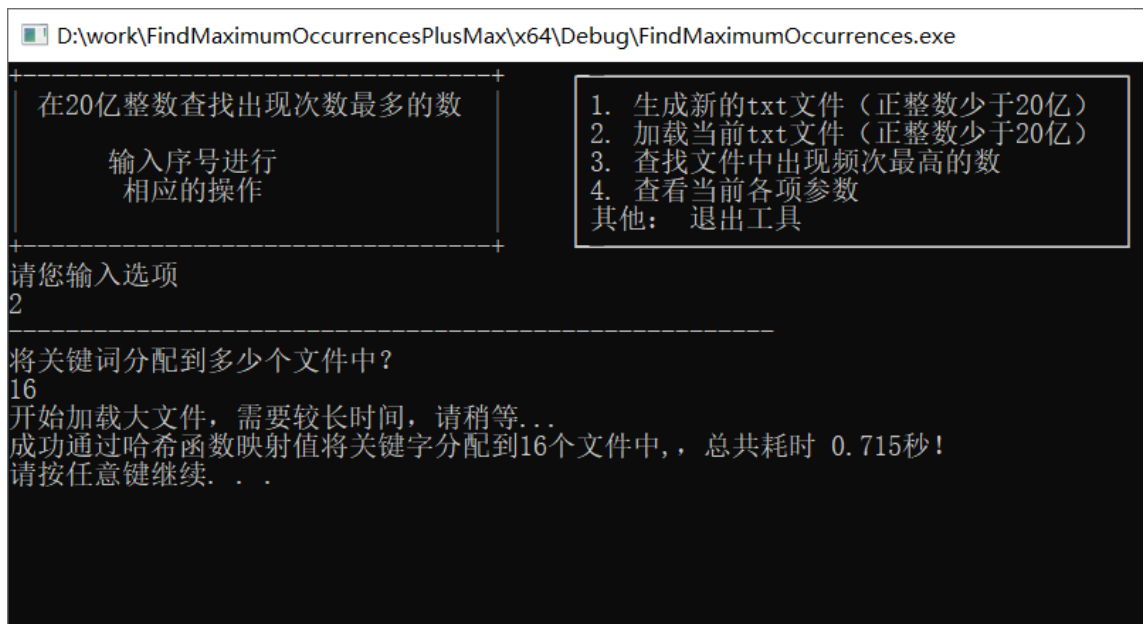 D:\work\FindMaximumOccurrencesPlusMax\x64\Debug\FindMaximumOccurrences.exe
在20亿整数查找出现次数最多的数
输入序号进行
相应的操作
1. 生成新的txt文件（正整数少于20亿）
2. 加载当前txt文件（正整数少于20亿）
3. 查找文件中出现频次最高的数
4. 查看当前各项参数
其他： 退出工具
请您输入选项
2
将关键词分配到多少个文件中?
16
开始加载大文件，需要较长时间，请稍等...
成功通过哈希函数映射值将关键字分配到16个文件中,，总共耗时 0.715秒!
请按任意键继续. . .